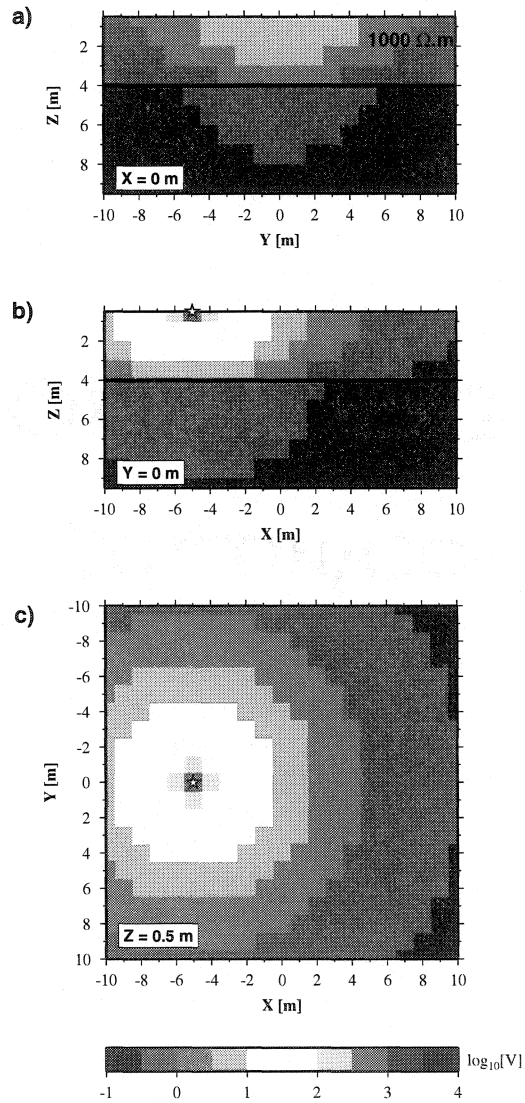 a)
1000 Ω.m
2
4
6
8
Z [m]
X = 0 m
-10 -8 -6 -4 -2 0 2 4 6 8 10
Y [m]
b)
2
4
6
8
Z [m]
Y = 0 m
-10 -8 -6 -4 -2 0 2 4 6 8 10
X [m]
c)
-10
-8
-6
-4
-2
0
2
4
6
8
10
Y [m]
Z = 0.5 m
-10 -8 -6 -4 -2 0 2 4 6 8 10
X [m]
log10[V]
-1 0 1 2 3 4